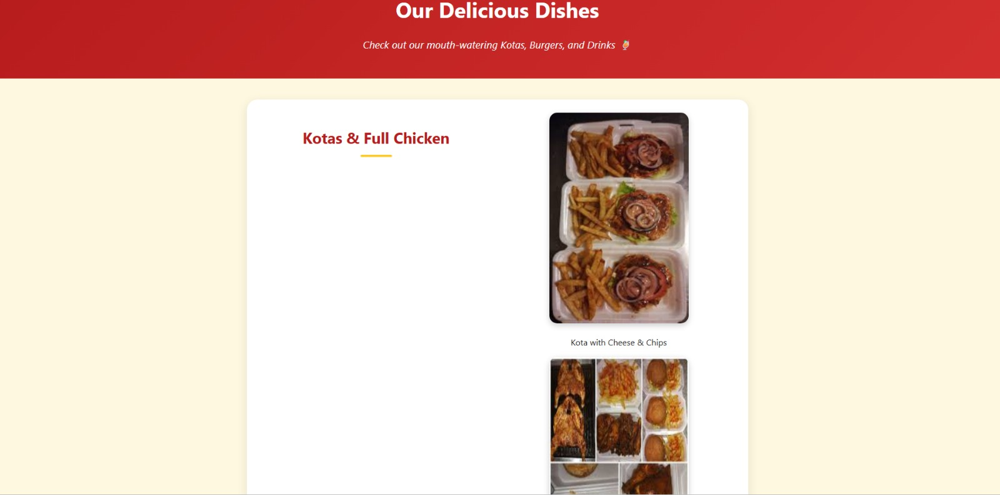 Our Delicious Dishes
Check out our mouth-watering Kotas, Burgers, and Drinks 🍹
Kotas & Full Chicken
Kota with Cheese & Chips